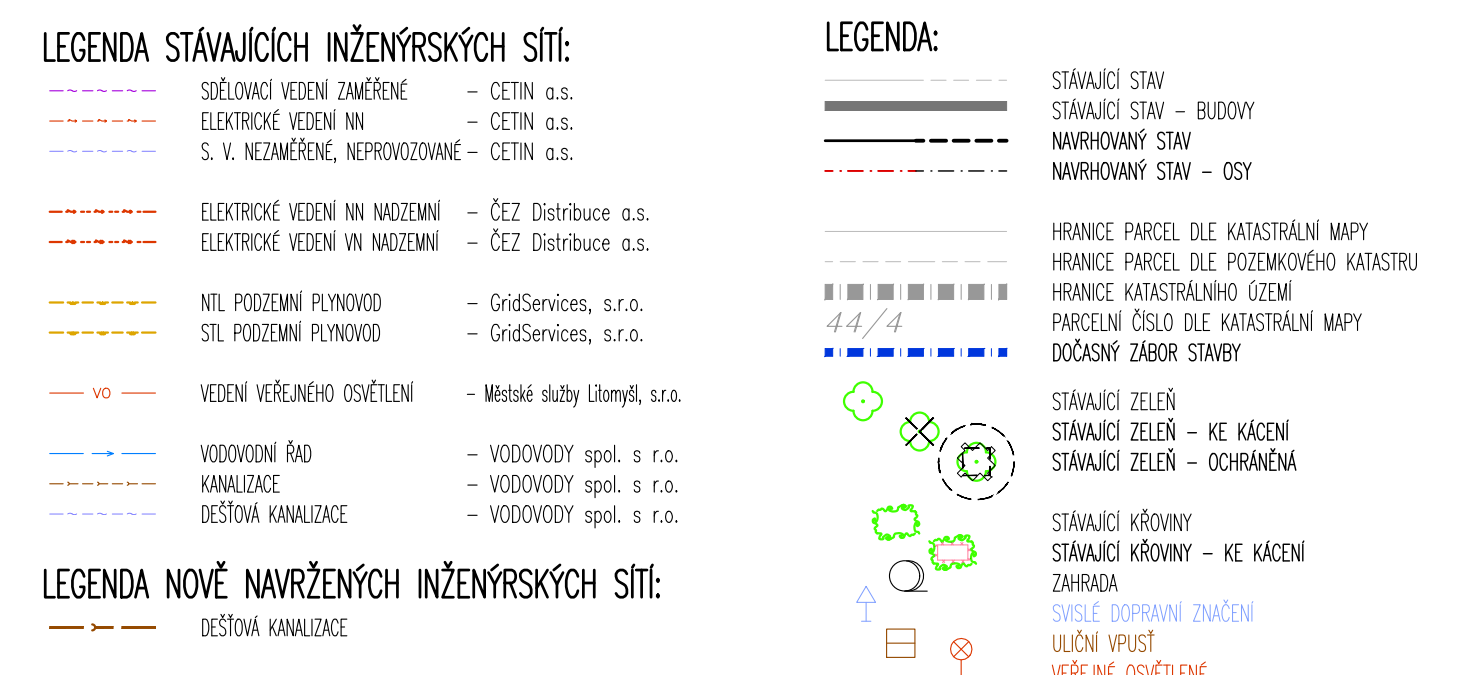 LEGENDA STÁVAJÍCÍCH INŽENÝRSKÝCH SÍTÍ:
SDĚLOVACÍ VEDENÍ ZAMĚŘENÉ – CETIN a.s.
ELEKTRICKÉ VEDENÍ NN – CETIN a.s.
S. V. NEZAMĚŘENÉ, NEPROVOZOVANÉ – CETIN a.s.
ELEKTRICKÉ VEDENÍ NN NADZEMNÍ – ČEZ Distribuce a.s.
ELEKTRICKÉ VEDENÍ VN NADZEMNÍ – ČEZ Distribuce a.s.
NTL PODZEMNÍ PLYNOVOD – GridServices, s.r.o.
STL PODZEMNÍ PLYNOVOD – GridServices, s.r.o.
VO VEDENÍ VEŘEJNÉHO OSVĚTLENÍ – Městské služby Litomyšl, s.r.o.
VODOVODNÍ ŘAD – VODOVODY spol. s r.o.
KANALIZACE – VODOVODY spol. s r.o.
DEŠŤOVÁ KANALIZACE – VODOVODY spol. s r.o.
LEGENDA NOVĚ NAVRŽENÝCH INŽENÝRSKÝCH SÍTÍ:
DEŠŤOVÁ KANALIZACE
LEGENDA:
STÁVAJÍCÍ STAV
STÁVAJÍCÍ STAV – BUDOVY
NAVRHOVANÝ STAV
NAVRHOVANÝ STAV – OSY
HRANICE PARCEL DLE KATASTRÁLNÍ MAPY
HRANICE PARCEL DLE POZEMKOVÉHO KATASTRU
HRANICE KATASTRÁLNÍHO ÚZEMÍ
44/4 PARCELNÍ ČÍSLO DLE KATASTRÁLNÍ MAPY
DOČASNÝ ZÁBOR STAVBY
STÁVAJÍCÍ ZELEŇ
STÁVAJÍCÍ ZELEŇ – KE KÁCENÍ
STÁVAJÍCÍ ZELEŇ – OCHRÁNĚNÁ
STÁVAJÍCÍ KŘOVINY
STÁVAJÍCÍ KŘOVINY – KE KÁCENÍ
ZAHRADA
SVISLÉ DOPRAVNÍ ZNAČENÍ
ULIČNÍ VPUSŤ
VEŘEJNÉ OSVĚTLENÉ